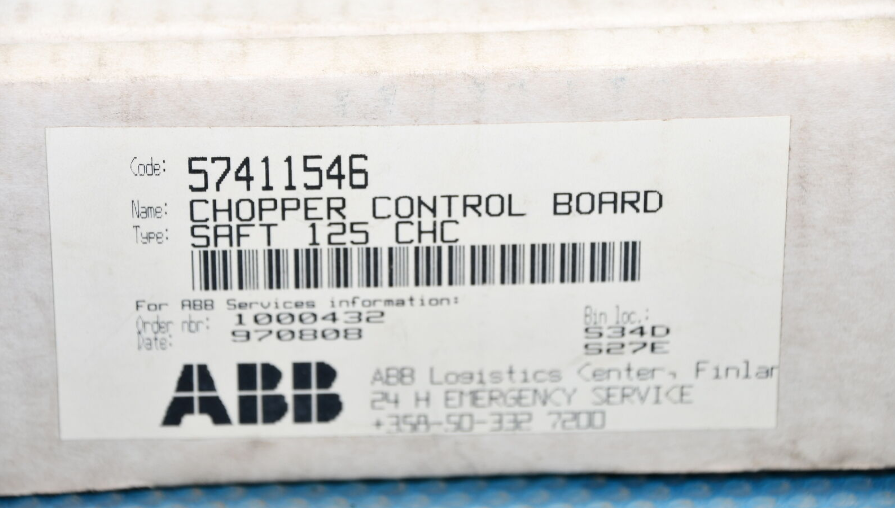 Code: 57411546
Name: CHOPPER CONTROL BOARD
Type: SAFT 125 CHC
For ABB Services information:
Order nbr: 1000432
Date: 970808
Bin loc.:
S34D
S27E
ABB
ABB Logistics Center, Finlan
24 H EMERGENCY SERVICE
+358-50-332 7200